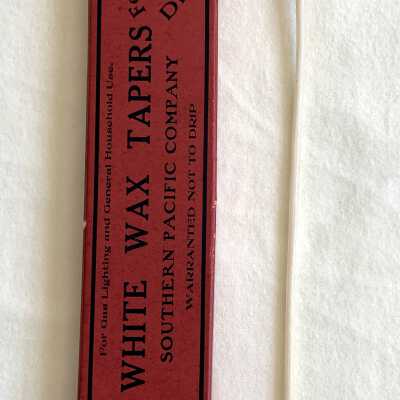 For Gas Lighting and General Household Use.
WHITE WAX TAPERS
SOUTHERN PACIFIC COMPANY
WARRANTED NOT TO DRIP